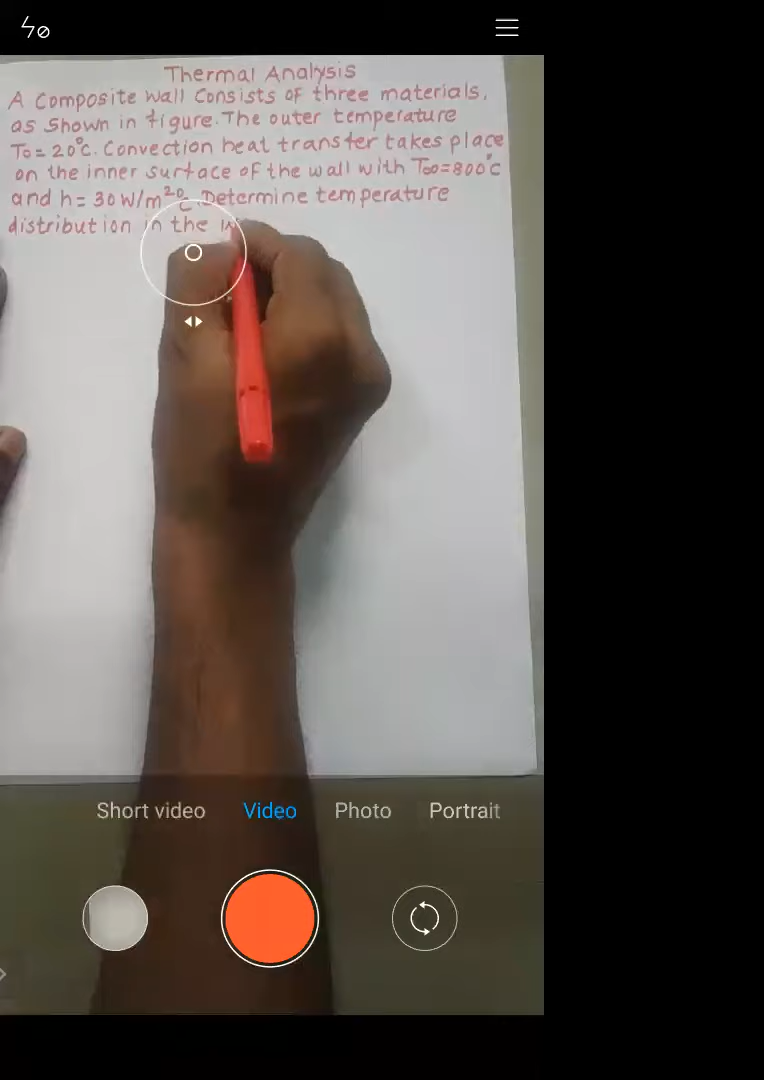 Thermal Analysis
A Composite wall Consists of three materials,
as Shown in figure. The outer temperature
To = 20°C. Convection heat transfer takes place
on the inner surface of the wall with T∞=800°C
and h = 30 W/m²°C. Determine temperature
distribution in the
Short video Video Photo Portrait